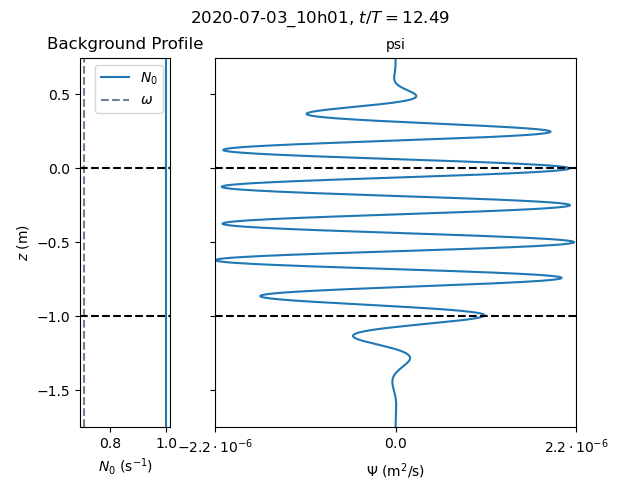 2020-07-03_10h01, t/T = 12.49
Background Profile
psi
N₀
ω
0.5
0.0
−0.5
−1.0
−1.5
z (m)
0.8
1.0
−2.2 · 10⁻⁶
0.0
2.2 · 10⁻⁶
N₀ (s⁻¹)
Ψ (m²/s)